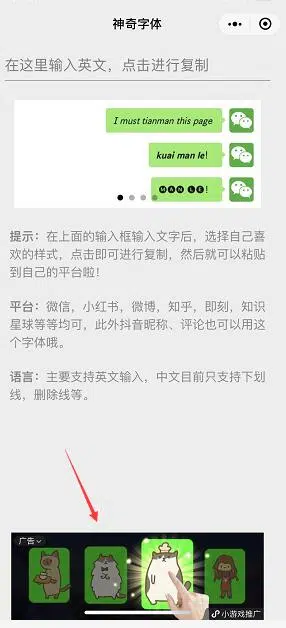 神奇字体
在这里输入英文，点击进行复制
I must tianman this page
kuai man le!
MAN LE!
提示：在上面的输入框输入文字后，选择自己喜
欢的样式，点击即可进行复制，然后就可以粘贴
到自己的平台啦！
平台：微信，小红书，微博，知乎，即刻，知识
星球等等均可，此外抖音昵称、评论也可以用这
个字体哦。
语言：主要支持英文输入，中文目前只支持下划
线，删除线等。
广告
小游戏推广